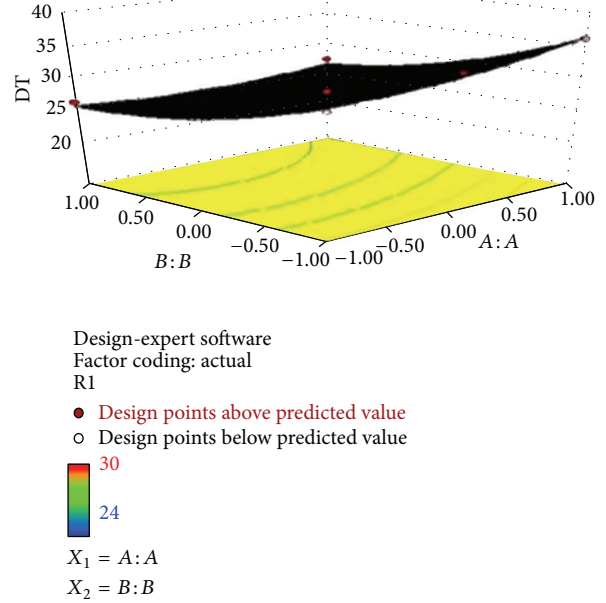 40
35
30
25
20
DT
1.00
0.50
0.00
−0.50
−1.00
B:B
−1.00
−0.50
0.00
0.50
1.00
A:A
Design-expert software
Factor coding: actual
R1
Design points above predicted value
Design points below predicted value
30
24
X₁ = A:A
X₂ = B:B